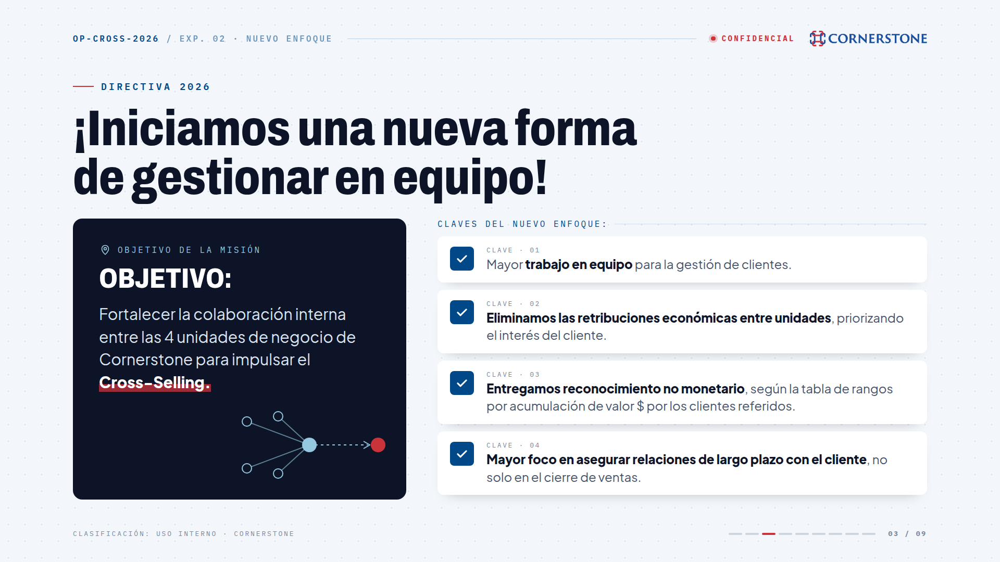 OP-CROSS-2026 / EXP. 02 · NUEVO ENFOQUE
CONFIDENCIAL
CORNERSTONE
DIRECTIVA 2026
¡Iniciamos una nueva forma
de gestionar en equipo!
OBJETIVO DE LA MISIÓN
OBJETIVO:
Fortalecer la colaboración interna
entre las 4 unidades de negocio de
Cornerstone para impulsar el
Cross-Selling.
CLAVES DEL NUEVO ENFOQUE:
CLAVE · 01
Mayor trabajo en equipo para la gestión de clientes.
CLAVE · 02
Eliminamos las retribuciones económicas entre unidades, priorizando
el interés del cliente.
CLAVE · 03
Entregamos reconocimiento no monetario, según la tabla de rangos
por acumulación de valor $ por los clientes referidos.
CLAVE · 04
Mayor foco en asegurar relaciones de largo plazo con el cliente, no
solo en el cierre de ventas.
CLASIFICACIÓN: USO INTERNO · CORNERSTONE
03 / 09